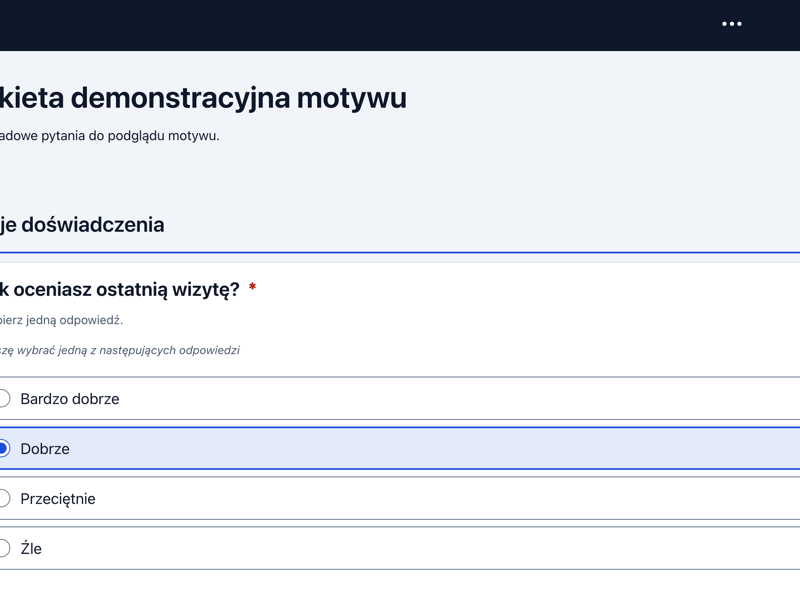 kieta demonstracyjna motywu
adowe pytania do podglądu motywu.
je doświadczenia
k oceniasz ostatnią wizytę? *
ierz jedną odpowiedź.
szę wybrać jedną z następujących odpowiedzi
Bardzo dobrze
Dobrze
Przeciętnie
Źle